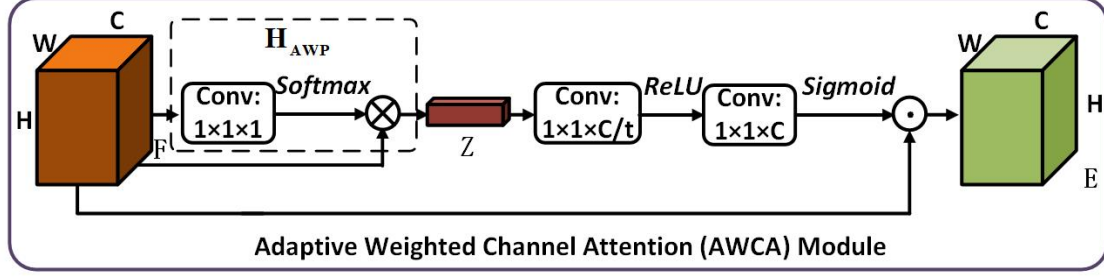 C
W
H
F
H_AWP
Conv:
1×1×1
Softmax
Z
Conv:
1×1×C/t
ReLU
Conv:
1×1×C
Sigmoid
C
W
H
E
Adaptive Weighted Channel Attention (AWCA) Module